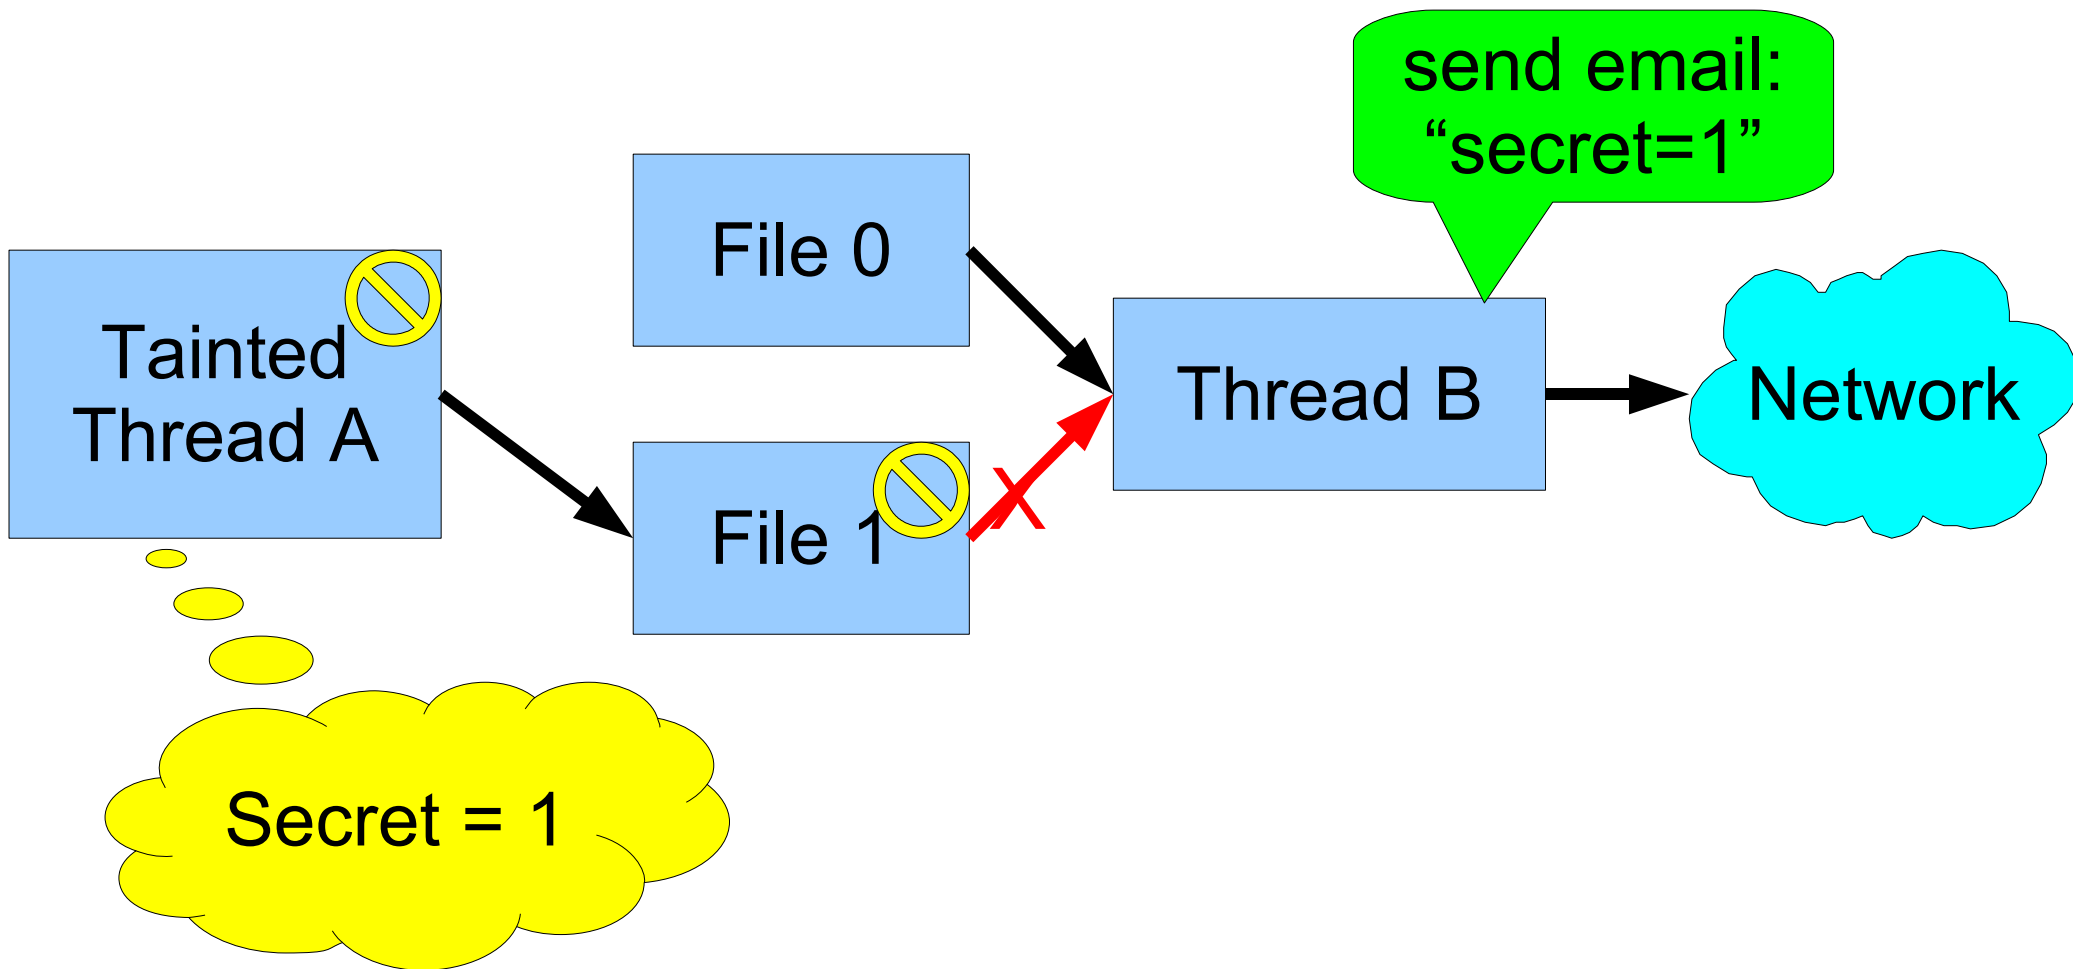 send email:
“secret=1”
File 0
Tainted
Thread A
Thread B
Network
File 1
X
Secret = 1